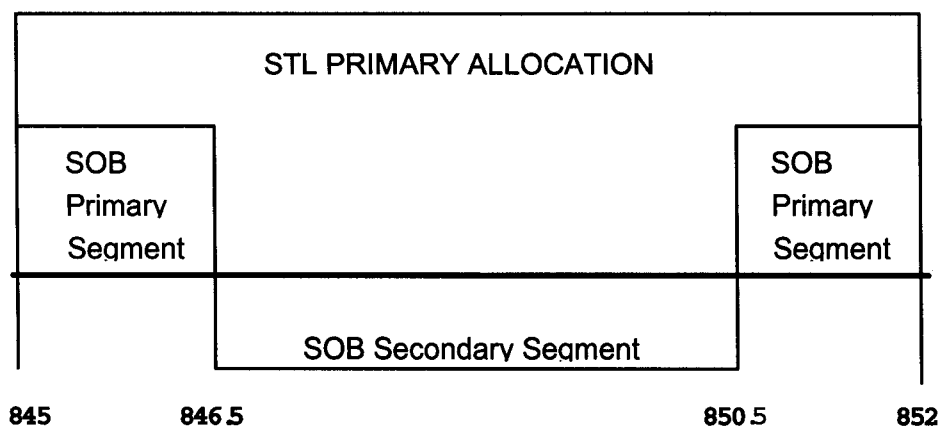 STL PRIMARY ALLOCATION
SOB
Primary
Segment
SOB
Primary
Segment
SOB Secondary Segment
845 846.5 850.5 852